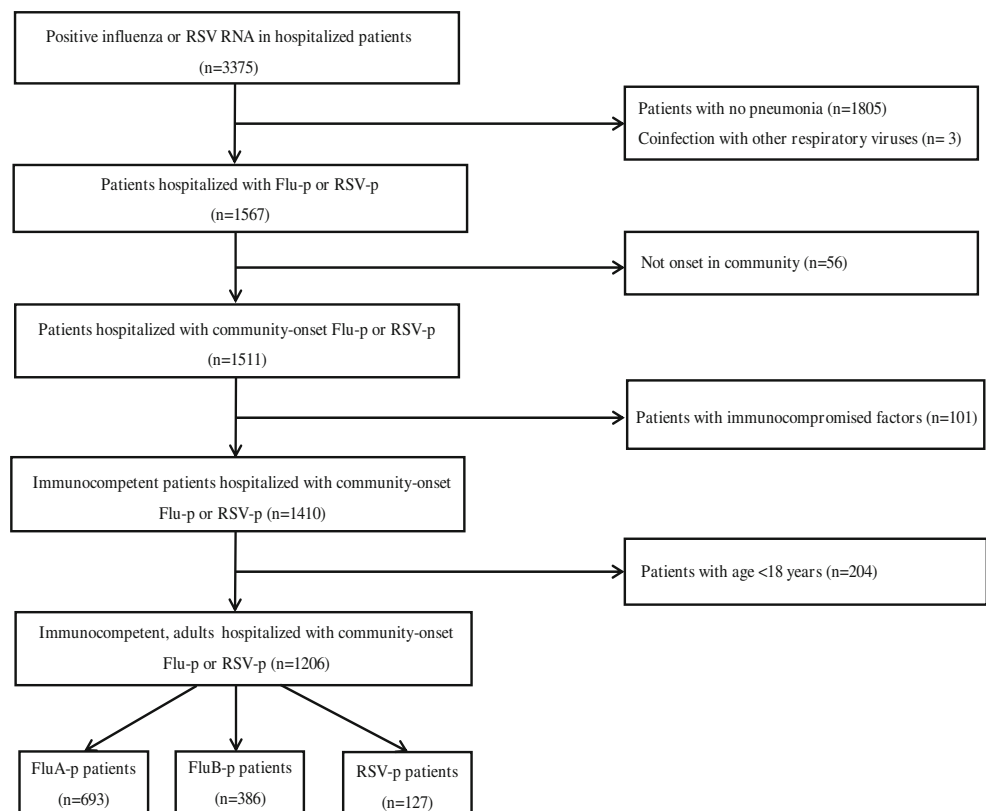 Positive influenza or RSV RNA in hospitalized patients
(n=3375)
Patients with no pneumonia (n=1805)
Coinfection with other respiratory viruses (n= 3)
Patients hospitalized with Flu-p or RSV-p
(n=1567)
Not onset in community (n=56)
Patients hospitalized with community-onset Flu-p or RSV-p
(n=1511)
Patients with immunocompromised factors (n=101)
Immunocompetent patients hospitalized with community-onset
Flu-p or RSV-p (n=1410)
Patients with age <18 years (n=204)
Immunocompetent, adults hospitalized with community-onset
Flu-p or RSV-p (n=1206)
FluA-p patients
(n=693)
FluB-p patients
(n=386)
RSV-p patients
(n=127)